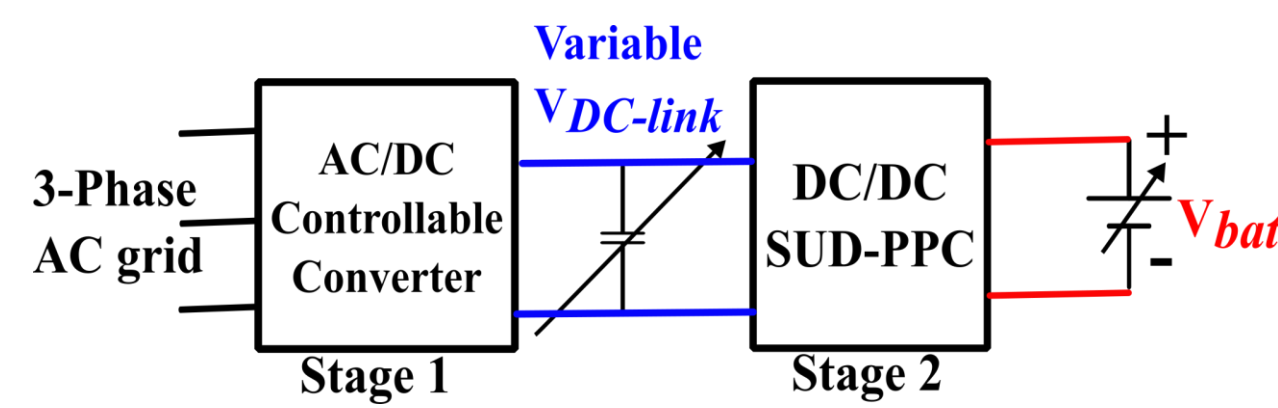 Variable
V DC-link
3-Phase
AC grid
AC/DC
Controllable
Converter
Stage 1
DC/DC
SUD-PPC
Stage 2
+
-
Vbat